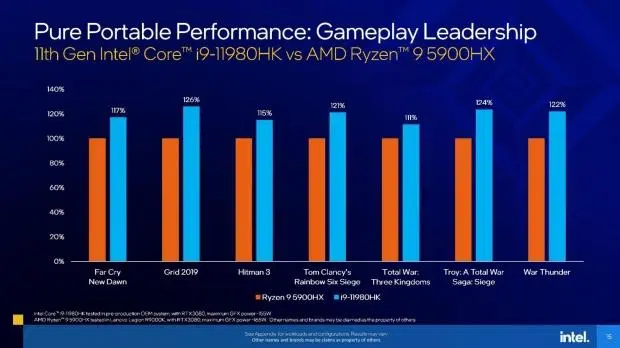 Pure Portable Performance: Gameplay Leadership
11th Gen Intel® Core™ i9-11980HK vs AMD Ryzen™ 9 5900HX
140%
120%
100%
80%
60%
40%
20%
0%
117%
126%
115%
121%
111%
124%
122%
Far Cry
New Dawn
Grid 2019
Hitman 3
Tom Clancy's
Rainbow Six Siege
Total War:
Three Kingdoms
Troy: A Total War
Saga: Siege
War Thunder
Ryzen 9 5900HX
i9-11980HK
Intel Core™ i9-11980HK tested in pre-production OEM system, with RTX3080, maximum GFX power ~155W
AMD Ryzen™ 9 5900HX tested in Lenovo Legion R9000K, with RTX3080, maximum GFX power ~165W. Other names and brands may be claimed as the property of others.
See Appendix for workloads and configurations. Results may vary.
Other names and brands may be claimed as property of others.
intel.
15